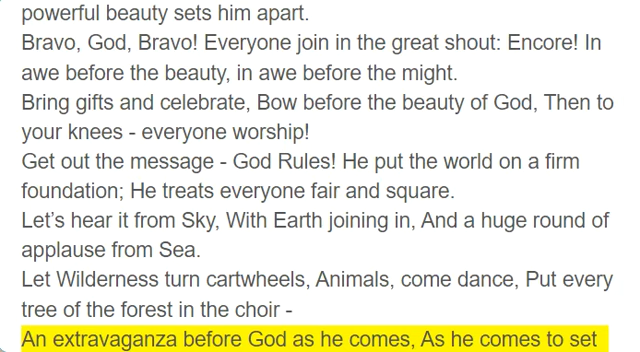 powerful beauty sets him apart.
Bravo, God, Bravo! Everyone join in the great shout: Encore! In
awe before the beauty, in awe before the might.
Bring gifts and celebrate, Bow before the beauty of God, Then to
your knees - everyone worship!
Get out the message - God Rules! He put the world on a firm
foundation; He treats everyone fair and square.
Let’s hear it from Sky, With Earth joining in, And a huge round of
applause from Sea.
Let Wilderness turn cartwheels, Animals, come dance, Put every
tree of the forest in the choir -
An extravaganza before God as he comes, As he comes to set